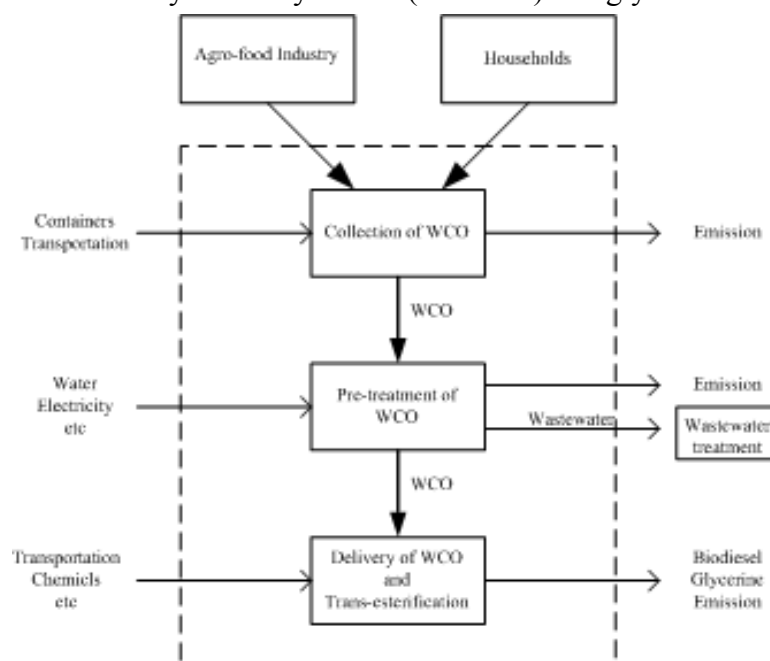 Agro-food Industry
Households
Containers
Transportation
Collection of WCO
Emission
WCO
Water
Electricity
etc
Pre-treatment of
WCO
Emission
Wastewater
Wastewater
treatment
WCO
Transportation
Chemicls
etc
Delivery of WCO
and
Trans-esterification
Biodiesel
Glycerine
Emission